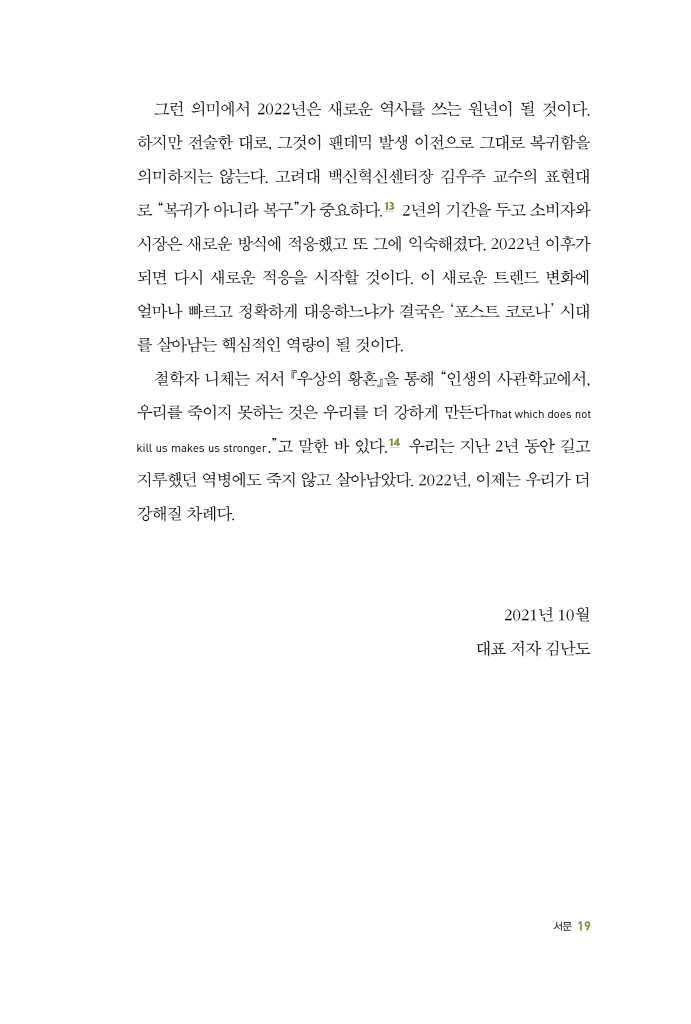 그런 의미에서 2022년은 새로운 역사를 쓰는 원년이 될 것이다.
하지만 전술한 대로, 그것이 팬데믹 발생 이전으로 그대로 복귀함을
의미하지는 않는다. 고려대 백신혁신센터장 김우주 교수의 표현대
로 “복귀가 아니라 복구”가 중요하다.13 2년의 기간을 두고 소비자와
시장은 새로운 방식에 적응했고 또 그에 익숙해졌다. 2022년 이후가
되면 다시 새로운 적응을 시작할 것이다. 이 새로운 트렌드 변화에
얼마나 빠르고 정확하게 대응하느냐가 결국은 ‘포스트 코로나’ 시대
를 살아남는 핵심적인 역량이 될 것이다.
철학자 니체는 저서 『우상의 황혼』을 통해 “인생의 사관학교에서,
우리를 죽이지 못하는 것은 우리를 더 강하게 만든다That which does not
kill us makes us stronger.”고 말한 바 있다.14 우리는 지난 2년 동안 길고
지루했던 역병에도 죽지 않고 살아남았다. 2022년, 이제는 우리가 더
강해질 차례다.
2021년 10월
대표 저자 김난도
서문 19